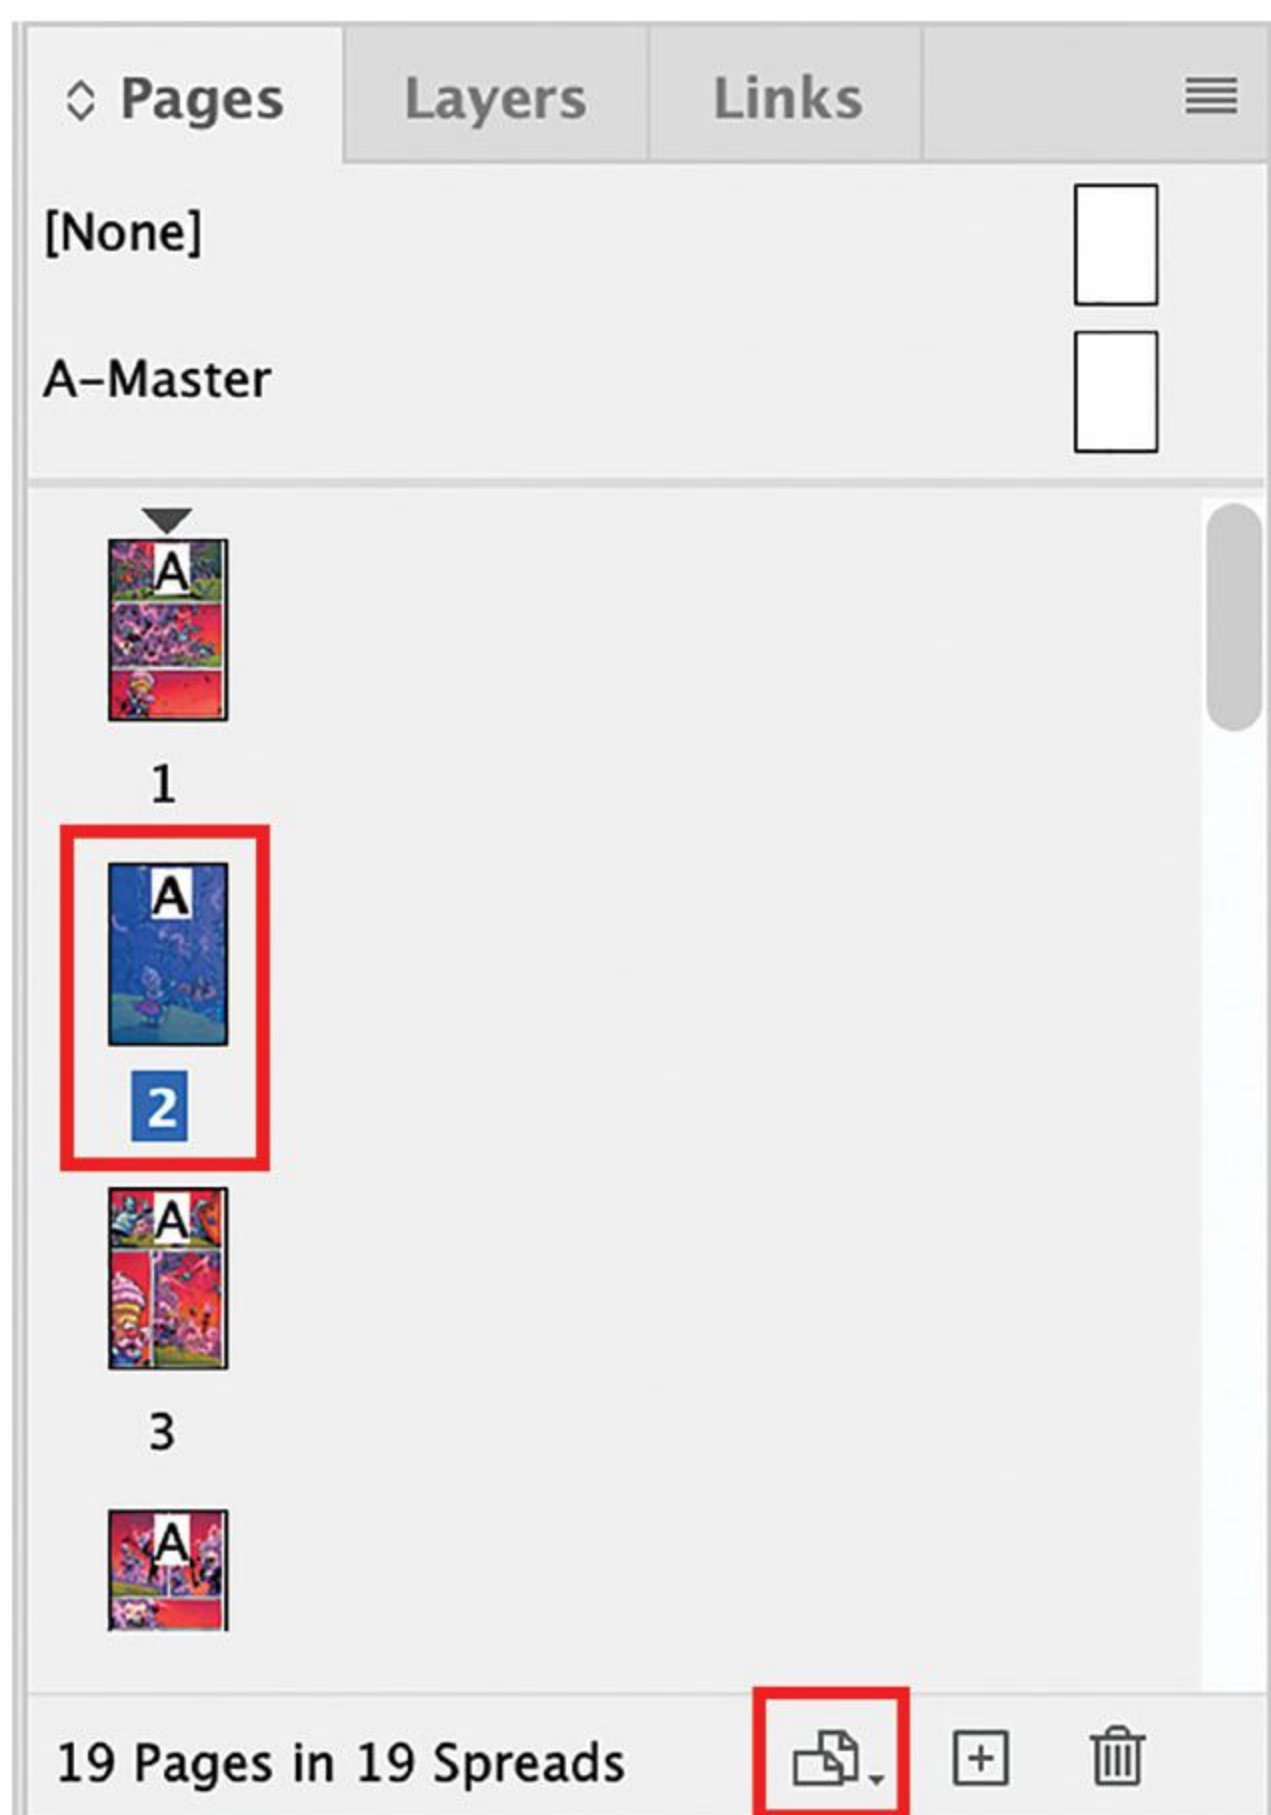 Pages Layers Links
[None]
A-Master
A
1
A
2
A
3
A
19 Pages in 19 Spreads